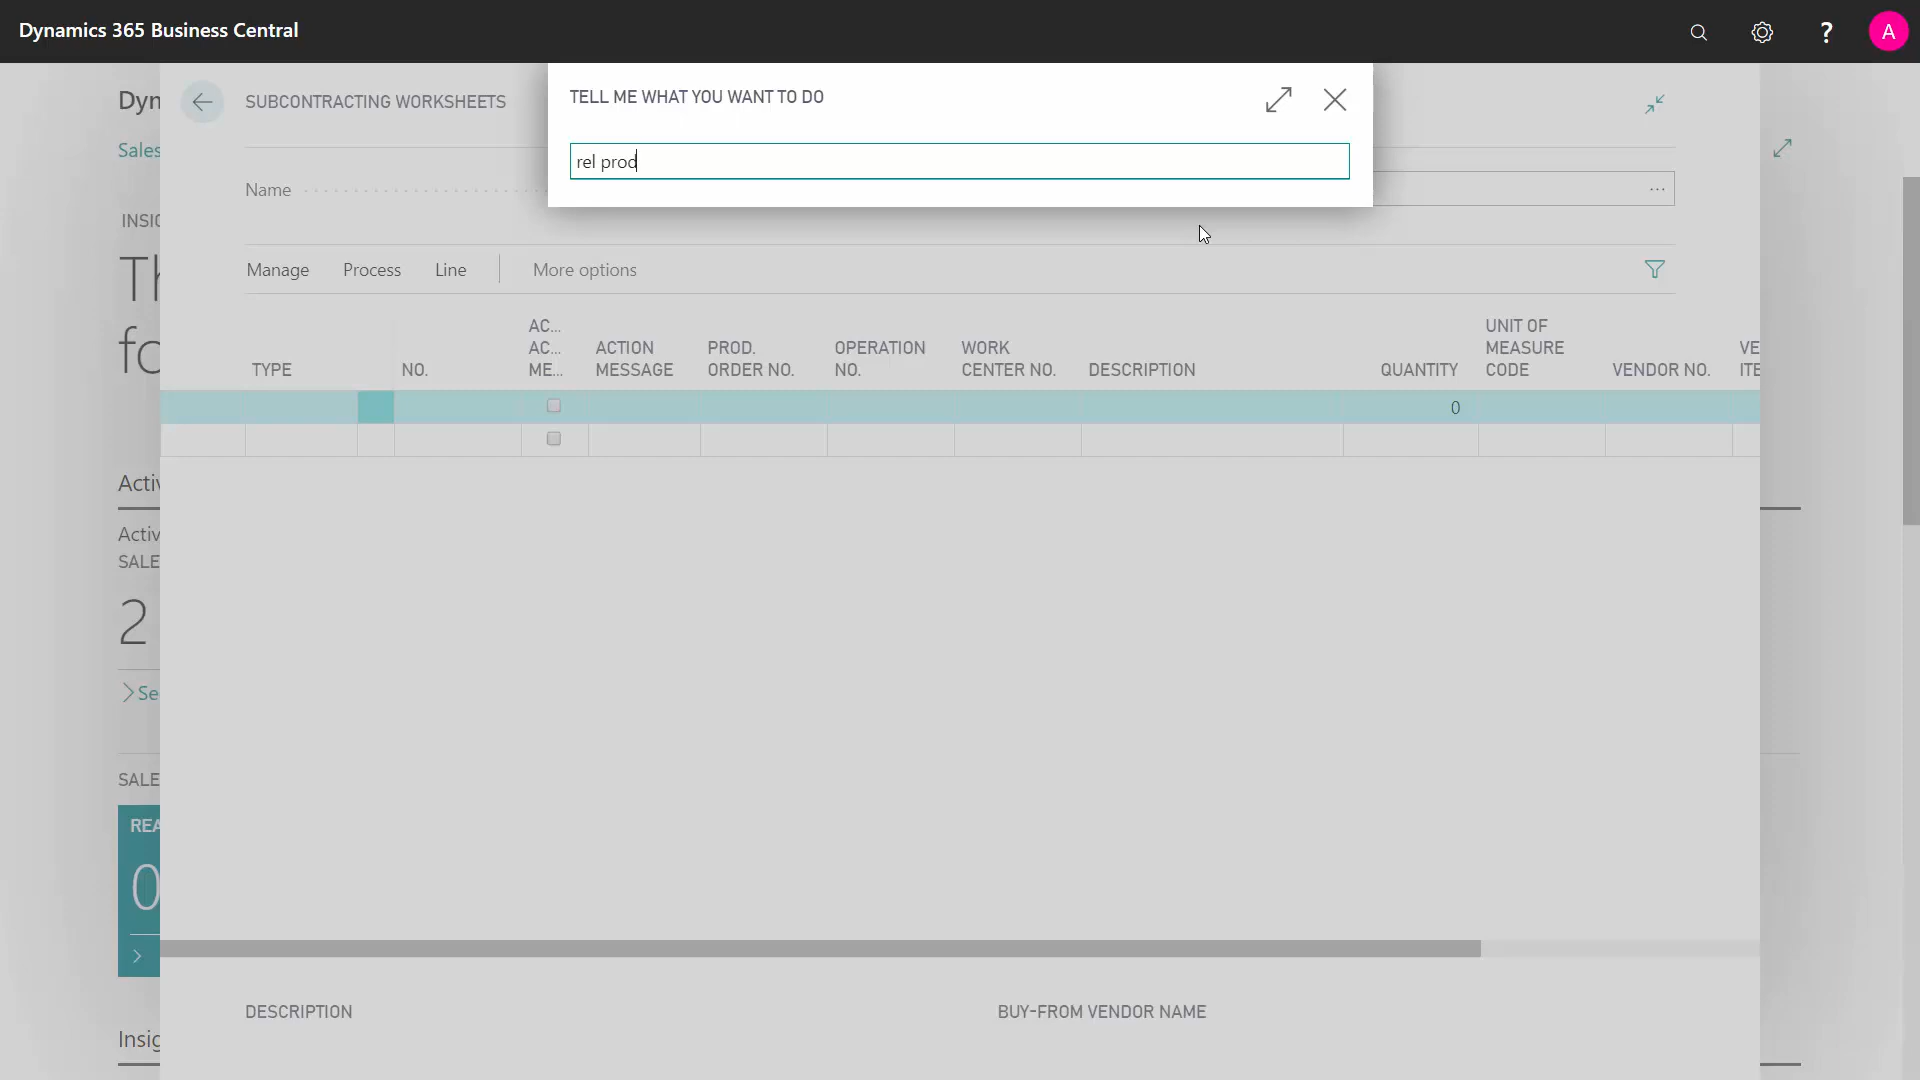 Dynamics 365 Business Central
A
Dyn
SUBCONTRACTING WORKSHEETS
TELL ME WHAT YOU WANT TO DO
rel prod
Sales
Name
INSIG
Manage
Process
Line
More options
for
TYPE
NO.
AC...
AC...
ME...
ACTION
MESSAGE
PROD.
ORDER NO.
OPERATION
NO.
WORK
CENTER NO.
DESCRIPTION
QUANTITY
UNIT OF
MEASURE
CODE
VENDOR NO.
VE
ITE
0
Activ
Activ
SALE
2
Se
SALE
REA
0
DESCRIPTION
BUY-FROM VENDOR NAME
Insig